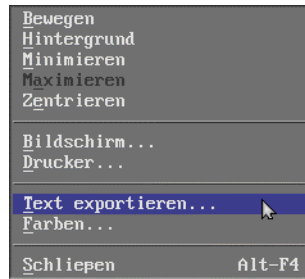 Bewegen
Hintergrund
Minimieren
Maximieren
Zentrieren
Bildschirm...
Drucker...
Text exportieren...
Farben...
Schließen Alt-F4